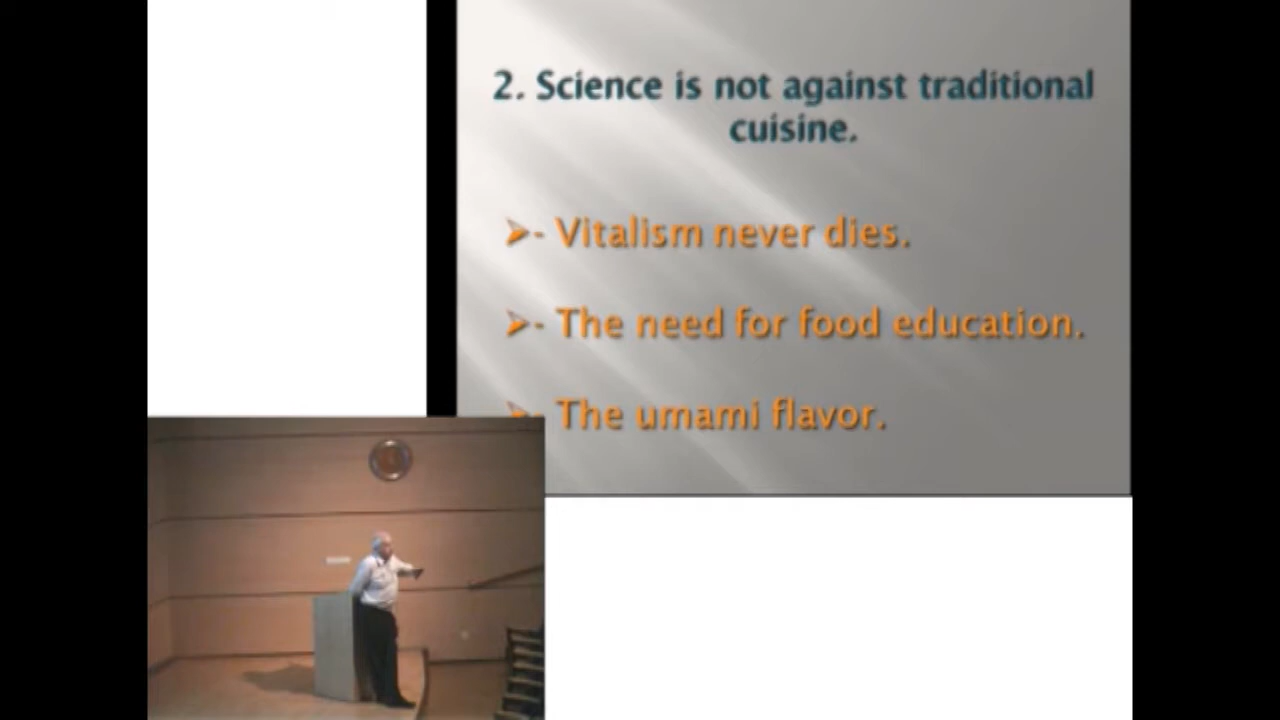 2. Science is not against traditional
cuisine.
➢- Vitalism never dies.
➢- The need for food education.
➢- The umami flavor.